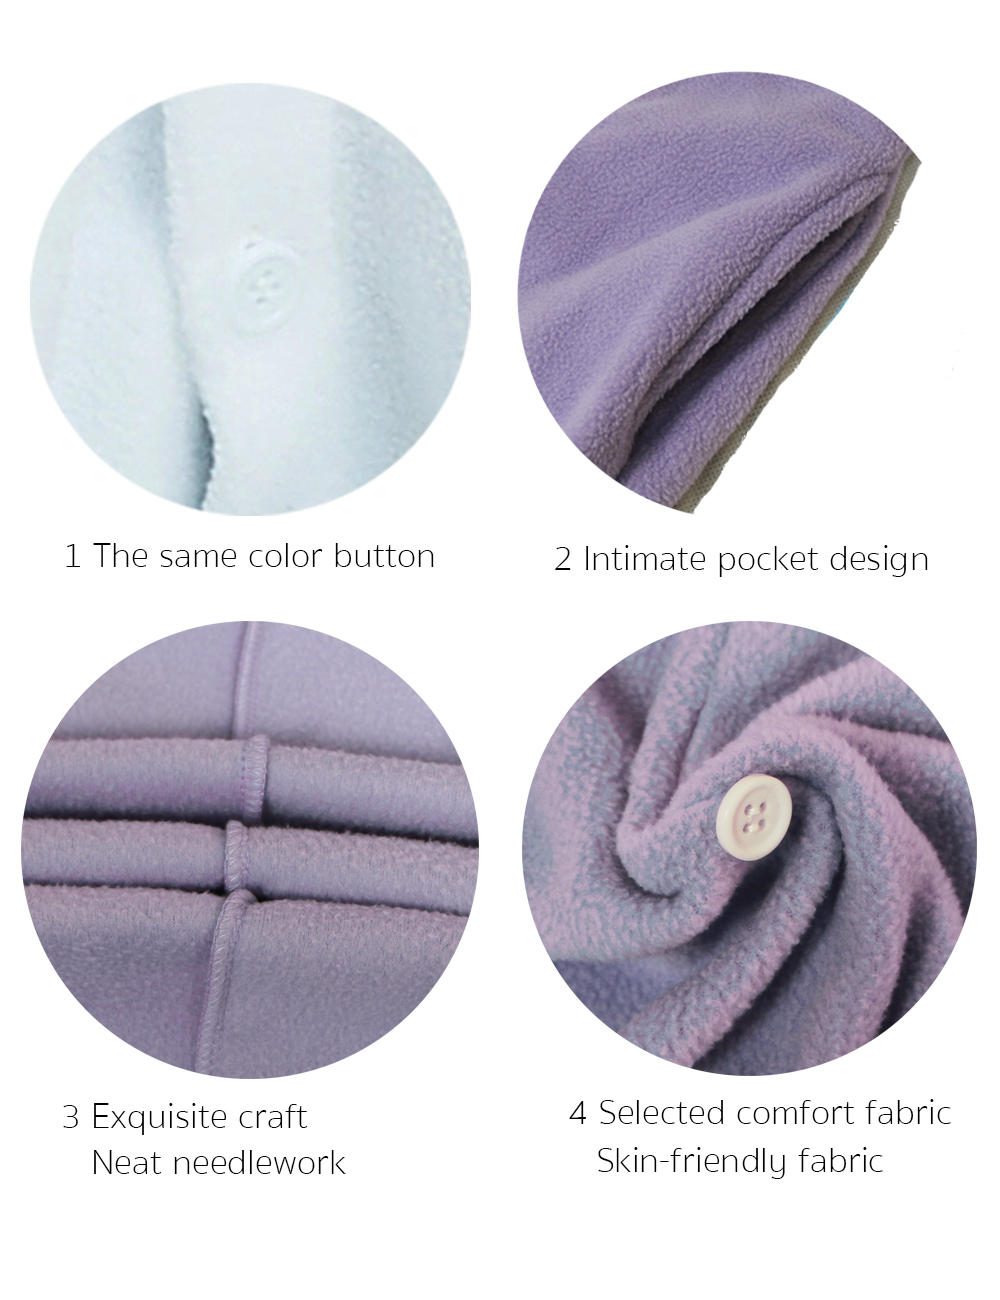 1 The same color button
2 Intimate pocket design
3 Exquisite craft
Neat needlework
4 Selected comfort fabric
Skin-friendly fabric